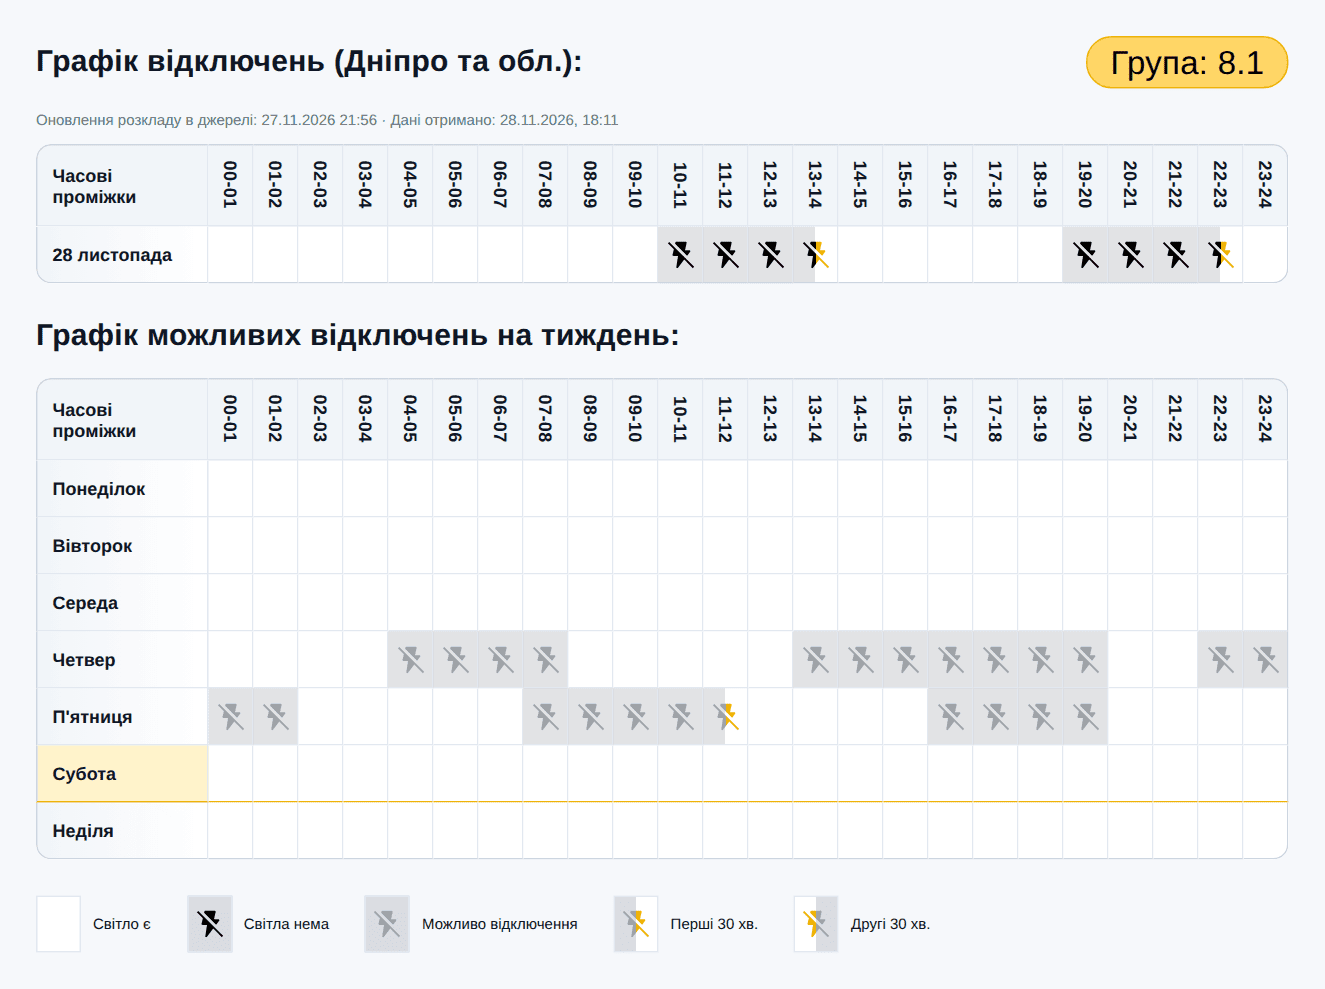 Графік відключень (Дніпро та обл.):
Група: 8.1
Оновлення розкладу в джерелі: 27.11.2026 21:56 · Дані отримано: 28.11.2026, 18:11
Часові проміжки 00-01 01-02 02-03 03-04 04-05 05-06 06-07 07-08 08-09 09-10 10-11 11-12 12-13 13-14 14-15 15-16 16-17 17-18 18-19 19-20 20-21 21-22 22-23 23-24
28 листопада
Графік можливих відключень на тиждень:
Часові проміжки 00-01 01-02 02-03 03-04 04-05 05-06 06-07 07-08 08-09 09-10 10-11 11-12 12-13 13-14 14-15 15-16 16-17 17-18 18-19 19-20 20-21 21-22 22-23 23-24
Понеділок
Вівторок
Середа
Четвер
П'ятниця
Субота
Неділя
Світло є Світла нема Можливо відключення Перші 30 хв. Другі 30 хв.